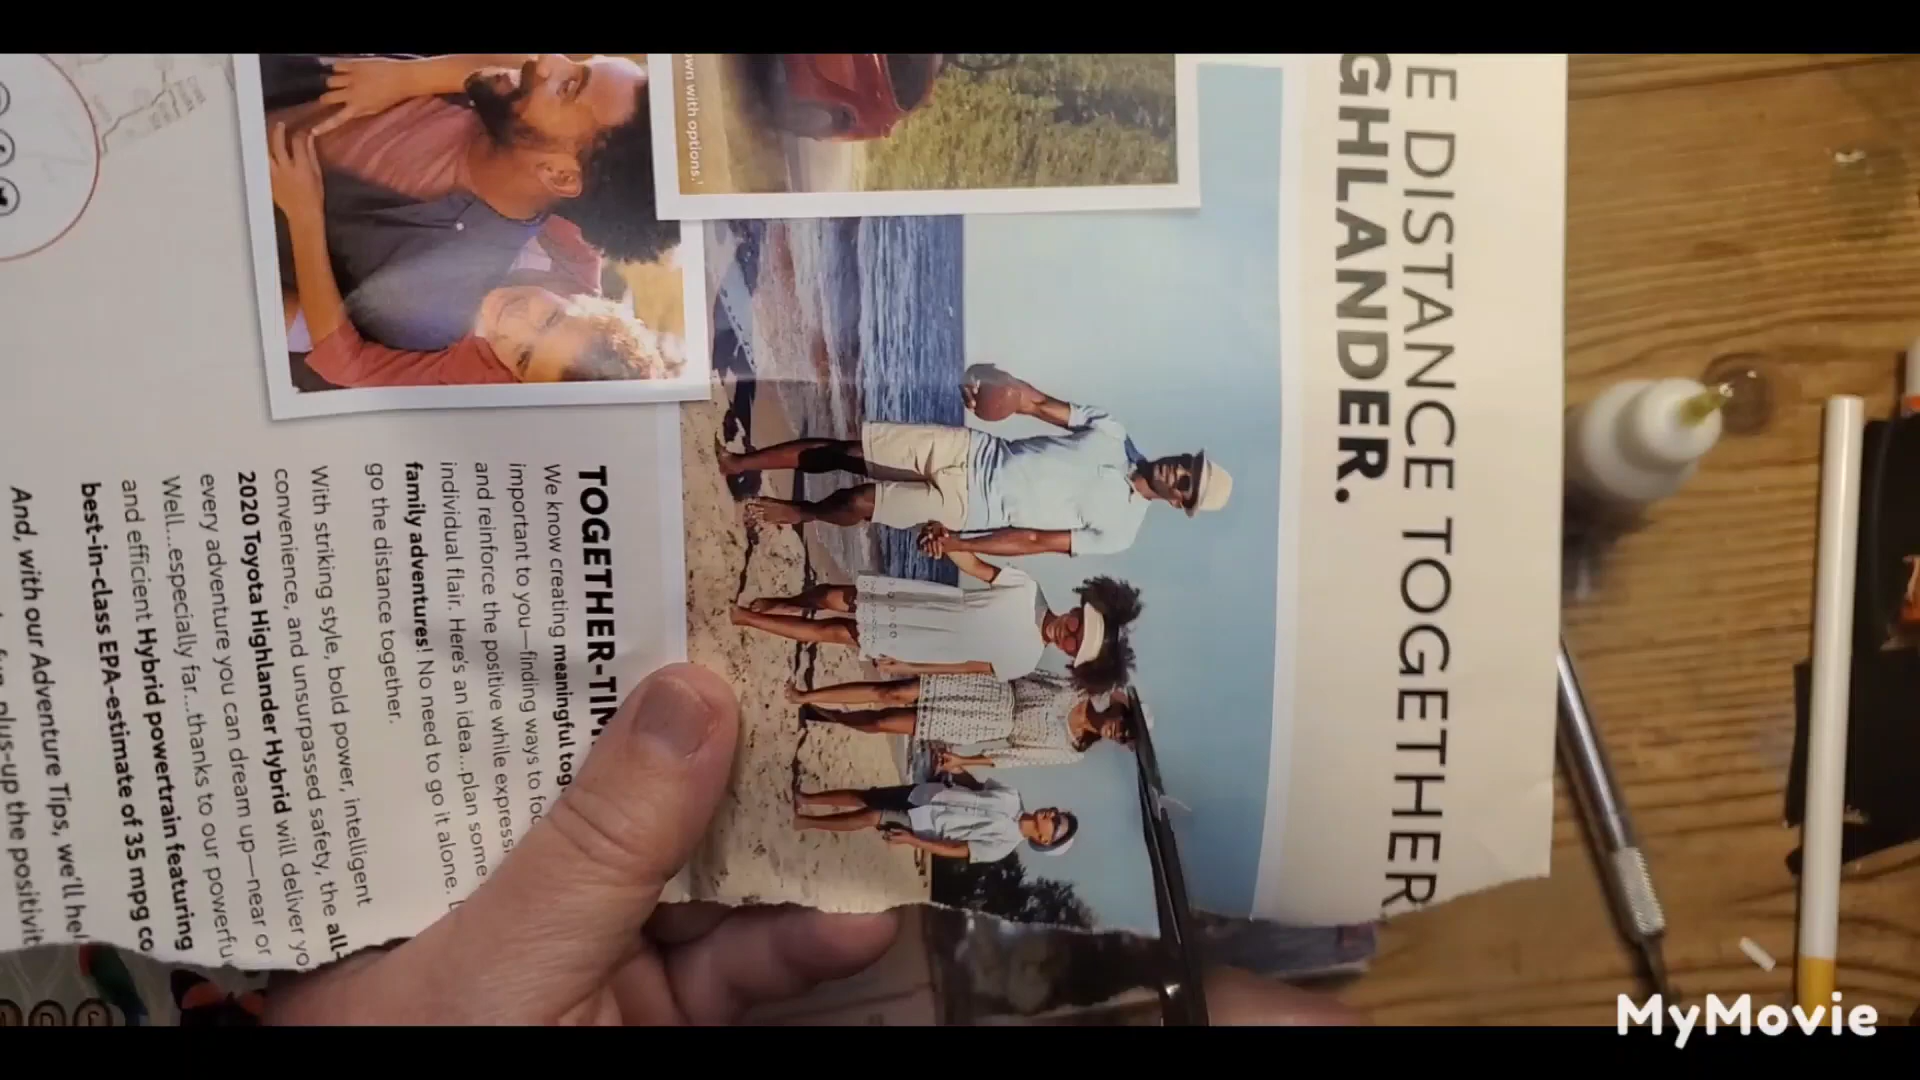 E DISTANCE TOGETHER
GHLANDER.
own with options.¹
TOGETHER-TIM
We know creating meaningful tog
important to you—finding ways to foc
and reinforce the positive while expressi
individual flair. Here's an idea...plan some
family adventures! No need to go it alone.
go the distance together.
With striking style, bold power, intelligent
convenience, and unsurpassed safety, the all-
2020 Toyota Highlander Hybrid will deliver yo
every adventure you can dream up—near or
Well...especially far...thanks to our powerfu
and efficient Hybrid powertrain featuring
best-in-class EPA-estimate of 35 mpg co
And, with our Adventure Tips, we'll hel
plus-up the positivit
MyMovie